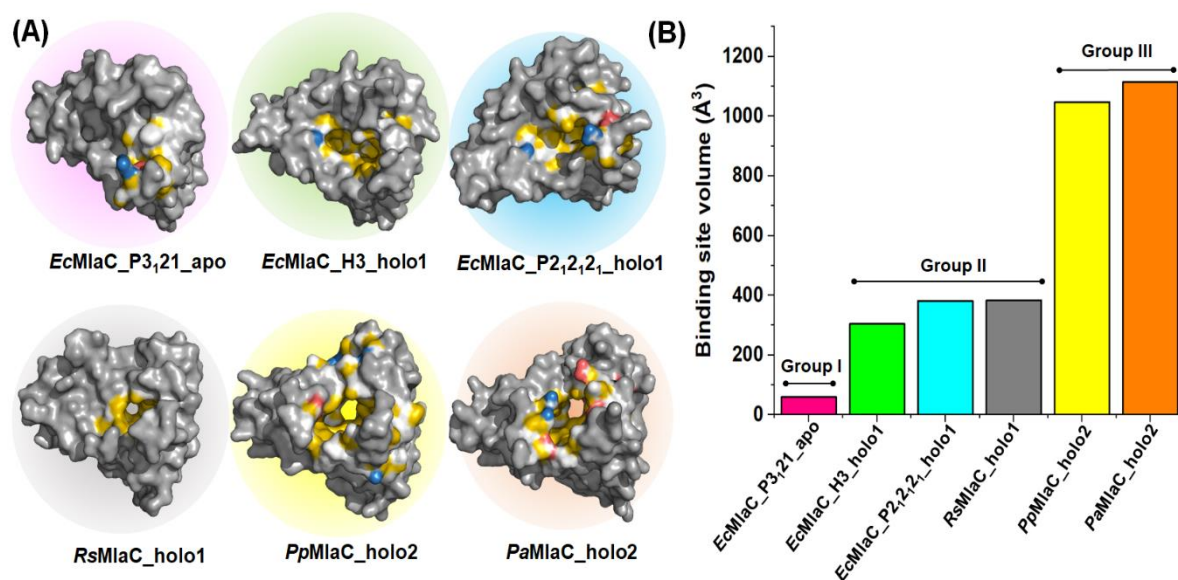 (A)
EcMlaC_P3₁21_apo
EcMlaC_H3_holo1
EcMlaC_P2₁2₁2₁_holo1
RsMlaC_holo1
PpMlaC_holo2
PaMlaC_holo2
(B)
Binding site volume (Å³)
1200
1000
800
600
400
200
0
Group I
Group II
Group III
EcMlaC_P3₁21_apo
EcMlaC_H3_holo1
EcMlaC_P2₁2₁2₁_holo1
RsMlaC_holo1
PpMlaC_holo2
PaMlaC_holo2